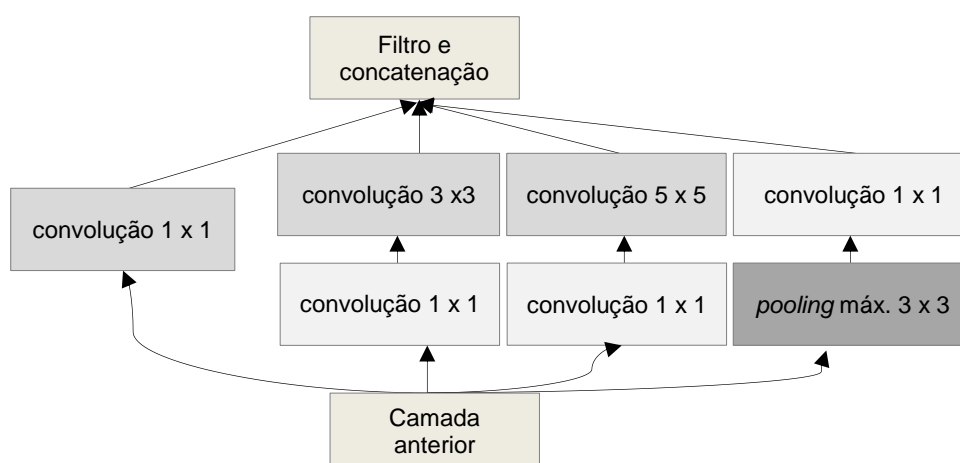 Filtro e
concatenação
convolução 3 x3
convolução 5 x 5
convolução 1 x 1
convolução 1 x 1
convolução 1 x 1
convolução 1 x 1
pooling máx. 3 x 3
Camada
anterior